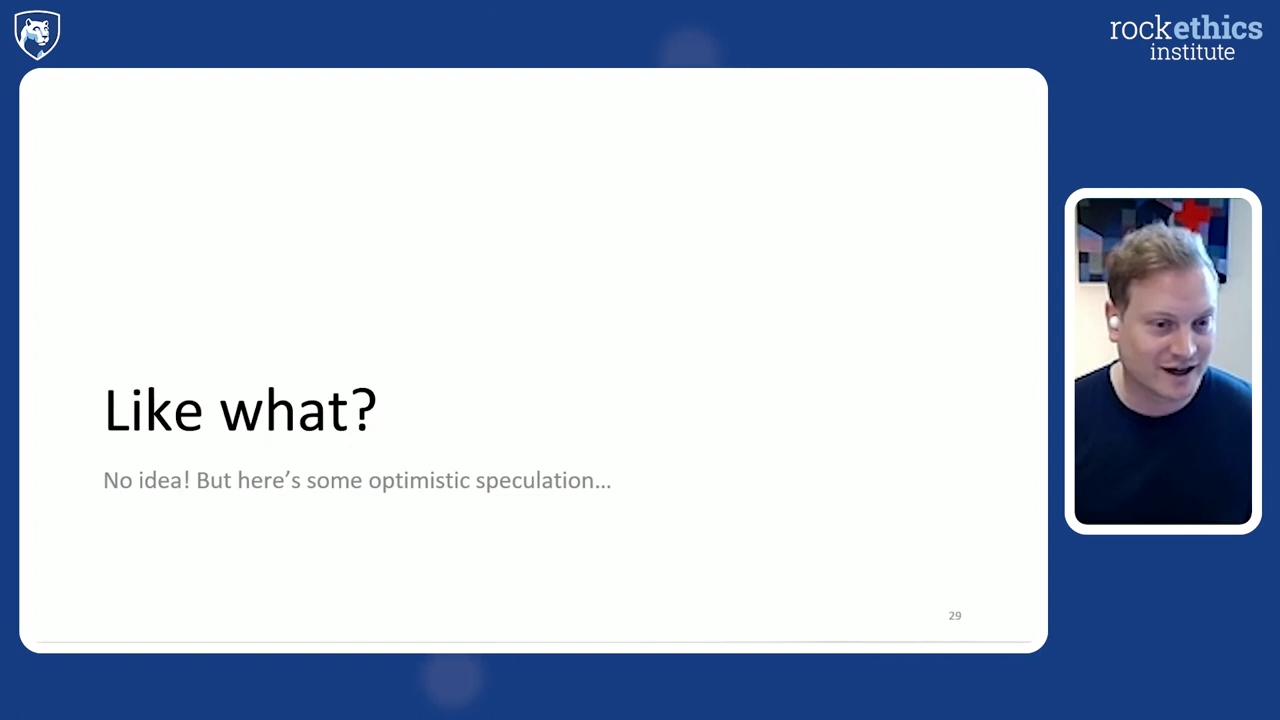 rockethics
institute
Like what?
No idea! But here's some optimistic speculation...
29